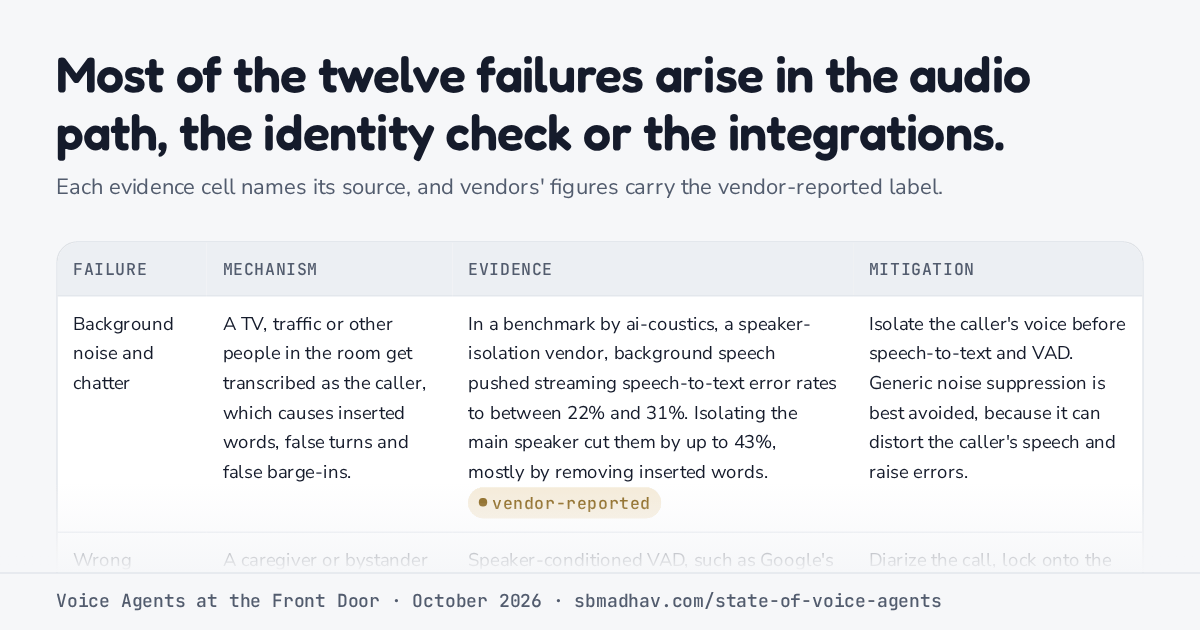 Most of the twelve failures arise in the audio
path, the identity check or the integrations.
Each evidence cell names its source, and vendors' figures carry the vendor-reported label.
FAILURE
MECHANISM
EVIDENCE
MITIGATION
Background
noise and
chatter
A TV, traffic or other
people in the room get
transcribed as the caller,
which causes inserted
words, false turns and
false barge-ins.
In a benchmark by ai-coustics, a speaker-
isolation vendor, background speech
pushed streaming speech-to-text error rates
to between 22% and 31%. Isolating the
main speaker cut them by up to 43%,
mostly by removing inserted words.
vendor-reported
Isolate the caller's voice before
speech-to-text and VAD.
Generic noise suppression is
best avoided, because it can
distort the caller's speech and
raise errors.
Wrong
A caregiver or bystander
Speaker-conditioned VAD, such as Google's
Diarize the call, lock onto the
Voice Agents at the Front Door · October 2026 · sbmadhav.com/state-of-voice-agents